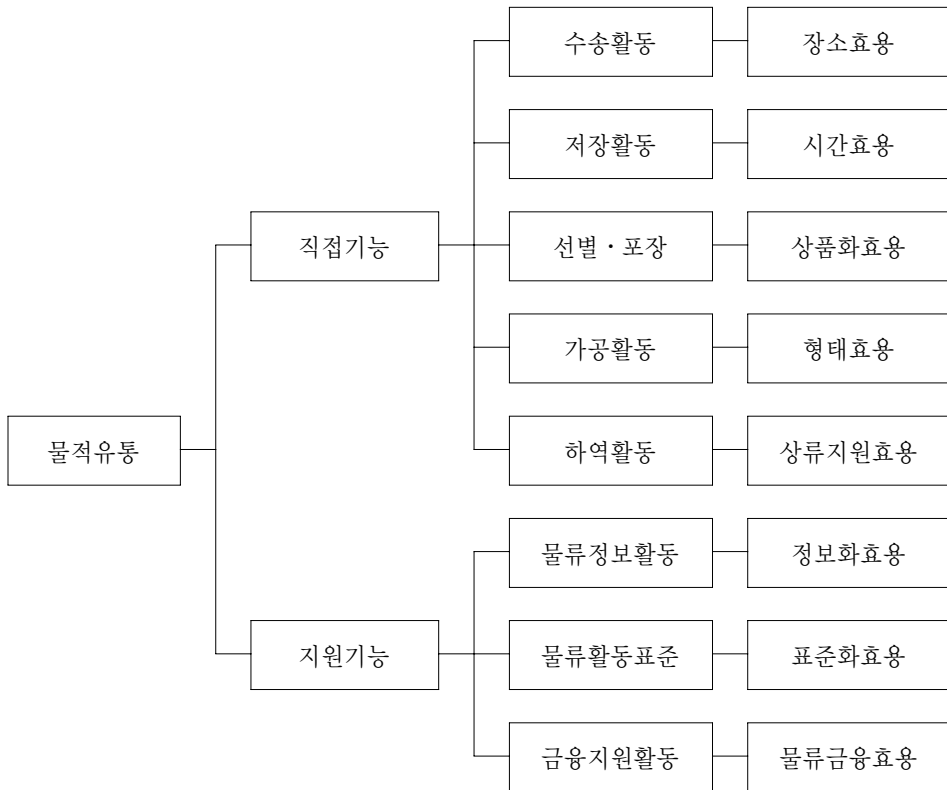 수송활동
장소효용
저장활동
시간효용
직접기능
선별・포장
상품화효용
가공활동
형태효용
물적유통
하역활동
상류지원효용
물류정보활동
정보화효용
지원기능
물류활동표준
표준화효용
금융지원활동
물류금융효용